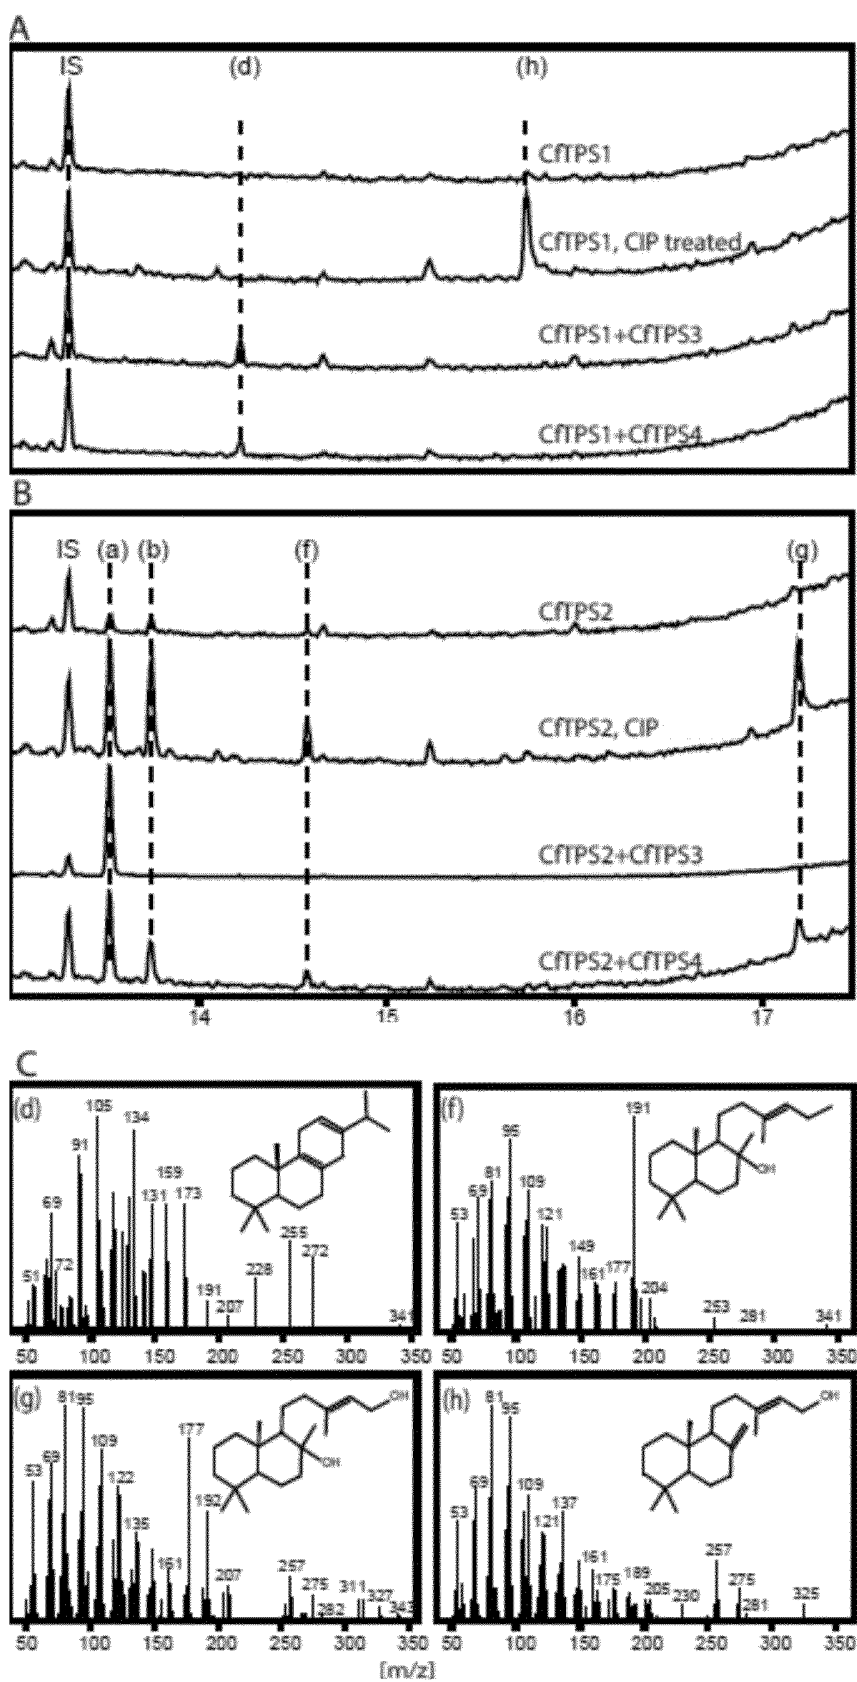 A
IS (d) (h)
CfTPS1
CfTPS1, CIP treated
CfTPS1+CfTPS3
CfTPS1+CfTPS4
B
IS (a) (b) (f) (g)
CfTPS2
CfTPS2, CIP
CfTPS2+CfTPS3
CfTPS2+CfTPS4
14 15 16 17
C
(d) 105 134 91 159 131 173 69 72 51 255 272 228 191 207 341
50 100 150 200 250 300 350
(f) 191 95 81 69 109 53 121 149 161 177 204 253 281 341
OH
50 100 150 200 250 300 350
(g) 81 95 177 109 69 53 122 192 135 161 207 257 275 282 311 327 343
OH
OH
50 100 150 200 250 300 350
(h) 81 95 69 109 53 137 121 161 175 189 205 230 257 275 281 325
OH
50 100 150 200 250 300 350
[m/z]